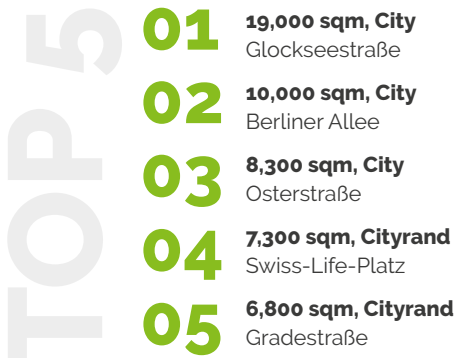 TOP 5
01
19,000 sqm, City
Glockseestraße
02
10,000 sqm, City
Berliner Allee
03
8,300 sqm, City
Osterstraße
04
7,300 sqm, Cityrand
Swiss-Life-Platz
05
6,800 sqm, Cityrand
Gradestraße